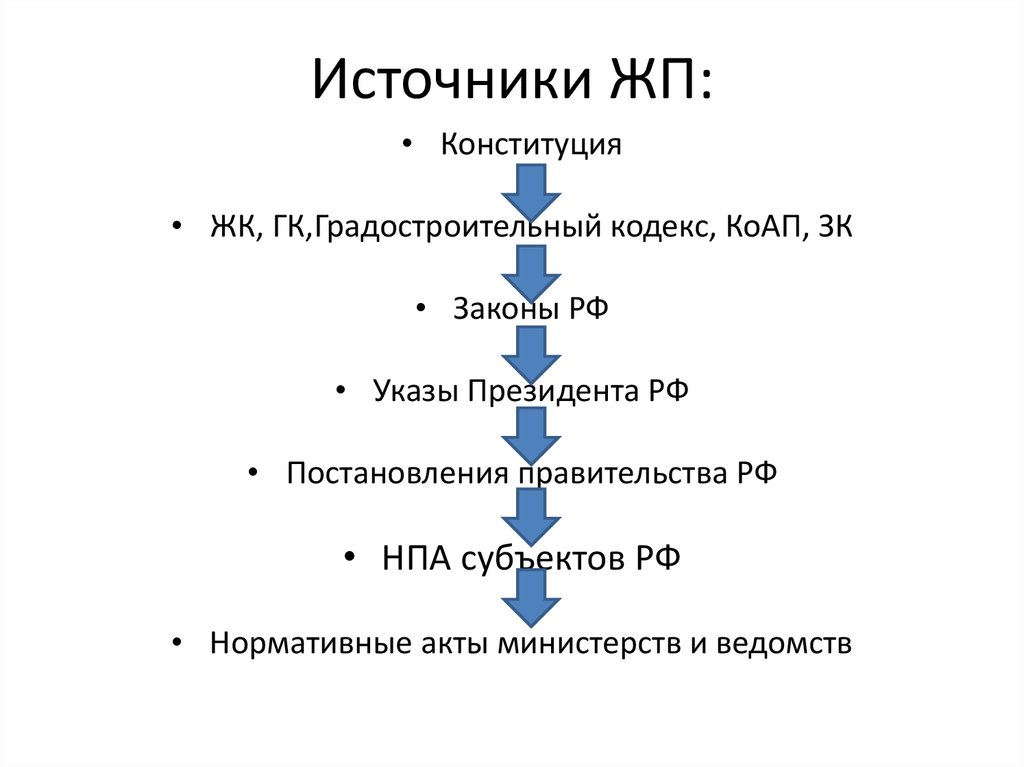 Источники ЖП:
• Конституция
• ЖК, ГК,Градостроительный кодекс, КоАП, ЗК
• Законы РФ
• Указы Президента РФ
• Постановления правительства РФ
• НПА субъектов РФ
• Нормативные акты министерств и ведомств